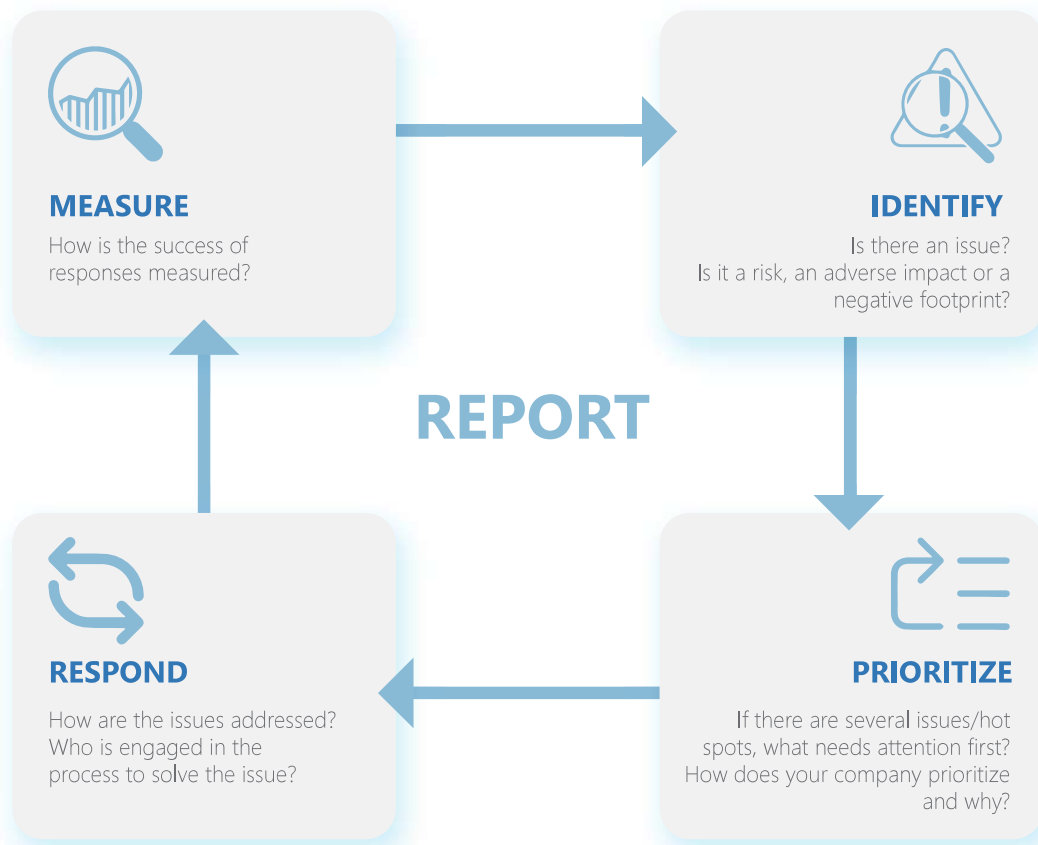 MEASURE
How is the success of
responses measured?
IDENTIFY
Is there an issue?
Is it a risk, an adverse impact or a
negative footprint?
REPORT
RESPOND
How are the issues addressed?
Who is engaged in the
process to solve the issue?
PRIORITIZE
If there are several issues/hot
spots, what needs attention first?
How does your company prioritize
and why?